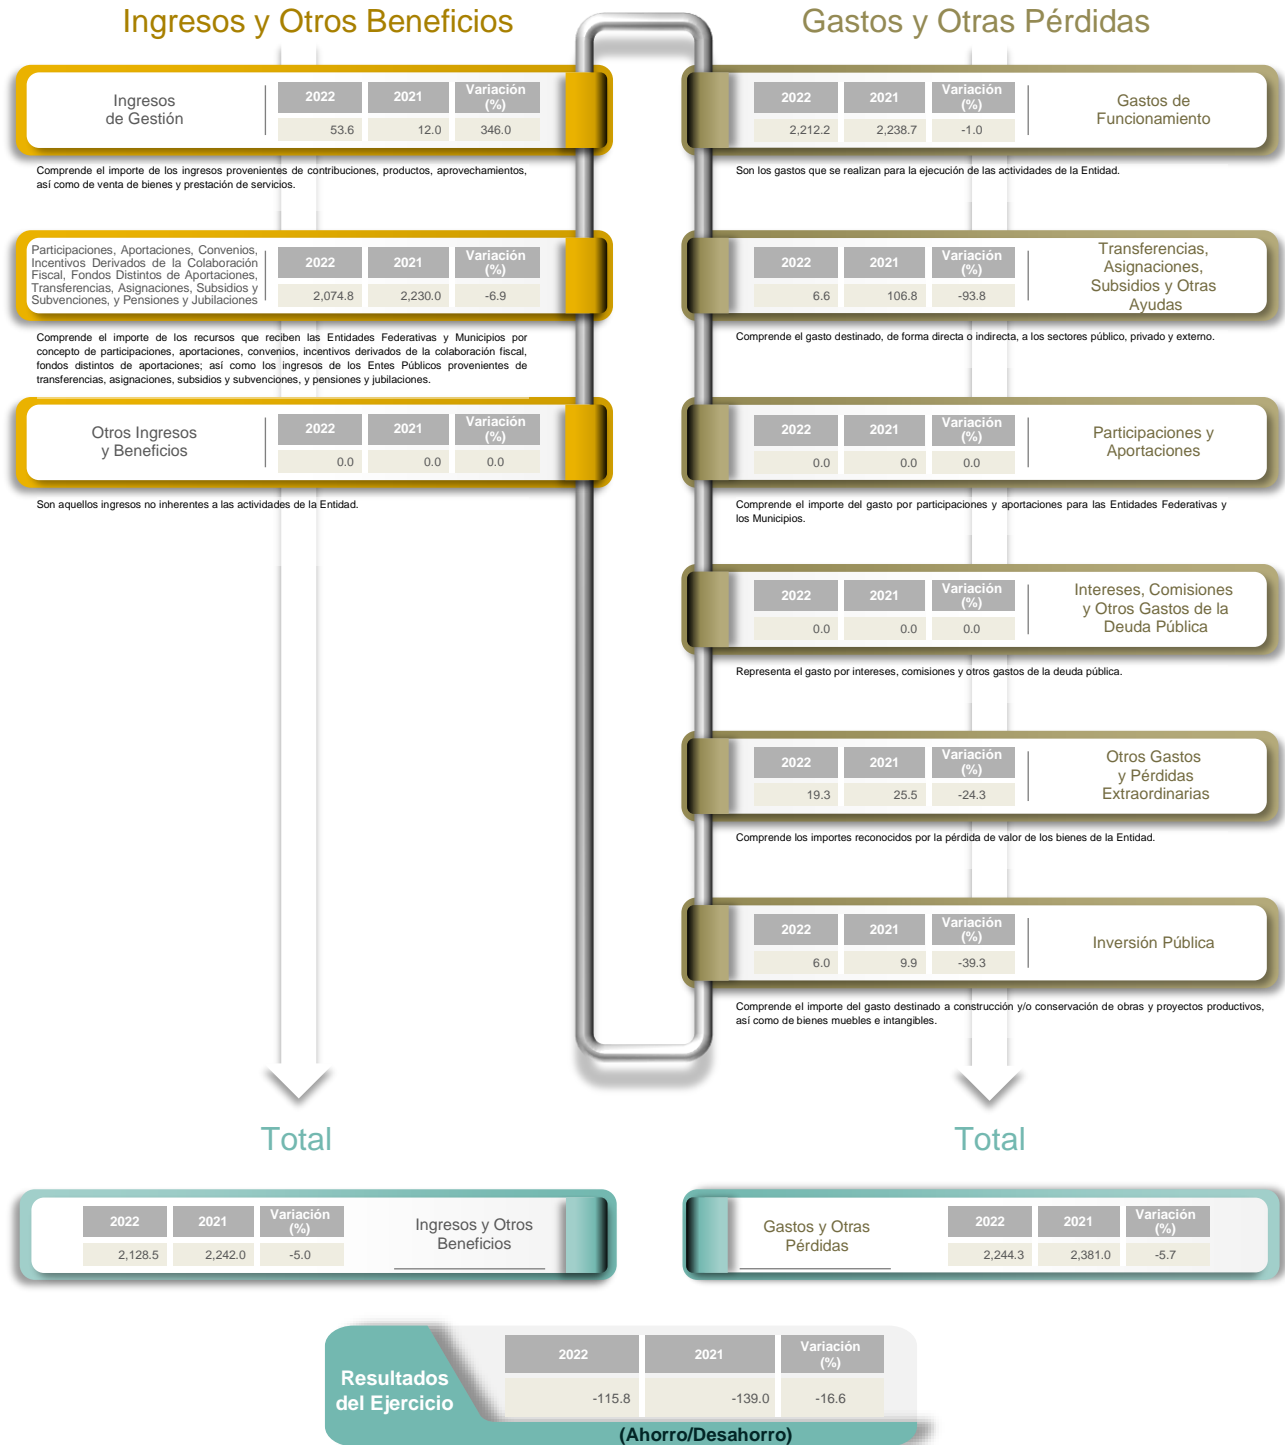 Ingresos y Otros Beneficios
Ingresos
de Gestión
2022 2021 Variación (%)
53.6 12.0 346.0
Comprende el importe de los ingresos provenientes de contribuciones, productos, aprovechamientos,
así como de venta de bienes y prestación de servicios.
Participaciones, Aportaciones, Convenios,
Incentivos Derivados de la Colaboración
Fiscal, Fondos Distintos de Aportaciones,
Transferencias, Asignaciones, Subsidios y
Subvenciones, y Pensiones y Jubilaciones
2022 2021 Variación (%)
2,074.8 2,230.0 -6.9
Comprende el importe de los recursos que reciben las Entidades Federativas y Municipios por
concepto de participaciones, aportaciones, convenios, incentivos derivados de la colaboración fiscal,
fondos distintos de aportaciones; así como los ingresos de los Entes Públicos provenientes de
transferencias, asignaciones, subsidios y subvenciones, y pensiones y jubilaciones.
Otros Ingresos
y Beneficios
2022 2021 Variación (%)
0.0 0.0 0.0
Son aquellos ingresos no inherentes a las actividades de la Entidad.
Gastos y Otras Pérdidas
2022 2021 Variación (%)
2,212.2 2,238.7 -1.0
Gastos de
Funcionamiento
Son los gastos que se realizan para la ejecución de las actividades de la Entidad.
2022 2021 Variación (%)
6.6 106.8 -93.8
Transferencias,
Asignaciones,
Subsidios y Otras
Ayudas
Comprende el gasto destinado, de forma directa o indirecta, a los sectores público, privado y externo.
2022 2021 Variación (%)
0.0 0.0 0.0
Participaciones y
Aportaciones
Comprende el importe del gasto por participaciones y aportaciones para las Entidades Federativas y
los Municipios.
2022 2021 Variación (%)
0.0 0.0 0.0
Intereses, Comisiones
y Otros Gastos de la
Deuda Pública
Representa el gasto por intereses, comisiones y otros gastos de la deuda pública.
2022 2021 Variación (%)
19.3 25.5 -24.3
Otros Gastos
y Pérdidas
Extraordinarias
Comprende los importes reconocidos por la pérdida de valor de los bienes de la Entidad.
2022 2021 Variación (%)
6.0 9.9 -39.3
Inversión Pública
Comprende el importe del gasto destinado a construcción y/o conservación de obras y proyectos productivos,
así como de bienes muebles e intangibles.
Total
2022 2021 Variación (%)
2,128.5 2,242.0 -5.0
Ingresos y Otros
Beneficios
Total
Gastos y Otras
Pérdidas
2022 2021 Variación (%)
2,244.3 2,381.0 -5.7
Resultados
del Ejercicio
2022 2021 Variación (%)
-115.8 -139.0 -16.6
(Ahorro/Desahorro)